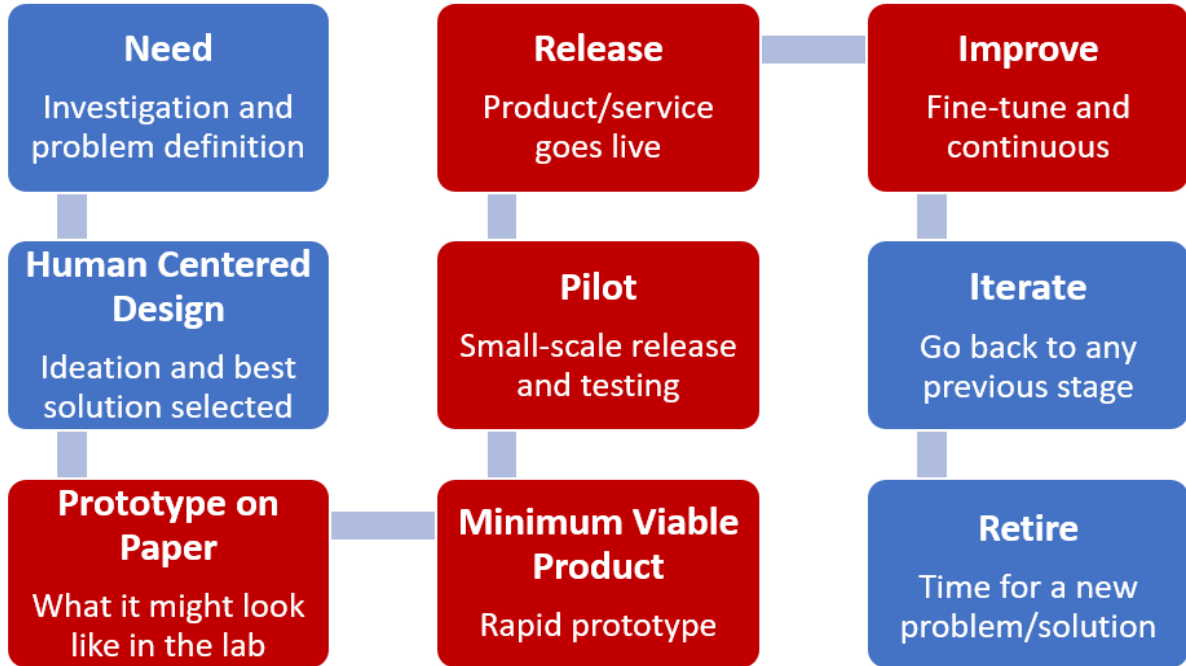 Need
Investigation and
problem definition
Human Centered
Design
Ideation and best
solution selected
Prototype on
Paper
What it might look
like in the lab
Minimum Viable
Product
Rapid prototype
Pilot
Small-scale release
and testing
Release
Product/service
goes live
Improve
Fine-tune and
continuous
Iterate
Go back to any
previous stage
Retire
Time for a new
problem/solution